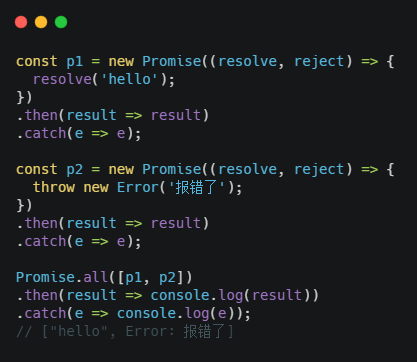 const p1 = new Promise((resolve, reject) => {
  resolve('hello');
})
.then(result => result)
.catch(e => e);

const p2 = new Promise((resolve, reject) => {
  throw new Error('报错了');
})
.then(result => result)
.catch(e => e);

Promise.all([p1, p2])
.then(result => console.log(result))
.catch(e => console.log(e));
// ["hello", Error: 报错了]